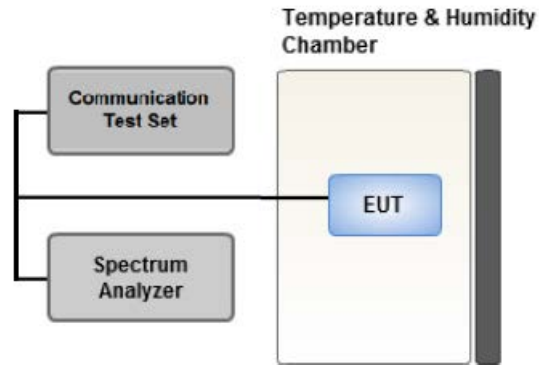 Temperature & Humidity
Chamber
Communication
Test Set
EUT
Spectrum
Analyzer